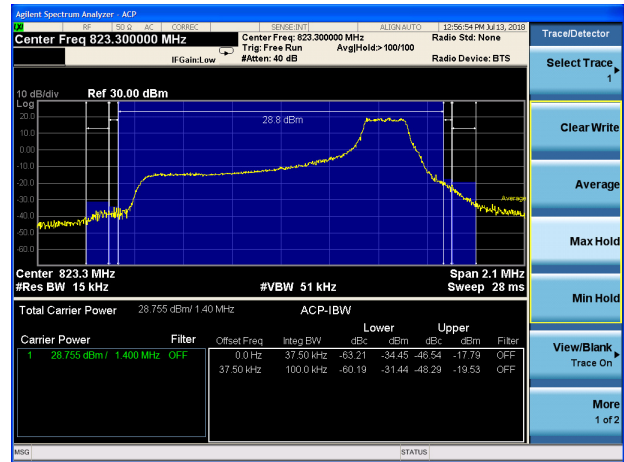 Agilent Spectrum Analyzer - ACP
RF 50 Ω AC CORREC SENSE:INT ALIGN AUTO 12:56:54 PM Jul 13, 2018
Center Freq 823.300000 MHz
Center Freq: 823.300000 MHz Radio Std: None
Trig: Free Run Avg|Hold:>100/100
IFGain:Low #Atten: 40 dB Radio Device: BTS
10 dB/div Ref 30.00 dBm
Log
20.0
10.0
0.00
-10.0
-20.0
-30.0
-40.0
-50.0
-60.0
28.8 dBm
Average
Center 823.3 MHz Span 2.1 MHz
#Res BW 15 kHz #VBW 51 kHz Sweep 28 ms
Total Carrier Power 28.755 dBm/ 1.40 MHz ACP-IBW
Lower Upper
Carrier Power Filter Offset Freq Integ BW dBc dBm dBc dBm Filter
1 28.755 dBm / 1.400 MHz OFF 0.0 Hz 37.50 kHz -63.21 -34.45 -46.54 -17.79 OFF
37.50 kHz 100.0 kHz -60.19 -31.44 -48.29 -19.53 OFF
MSG STATUS
Trace/Detector
Select Trace
1
Clear Write
Average
Max Hold
Min Hold
View/Blank
Trace On
More
1 of 2